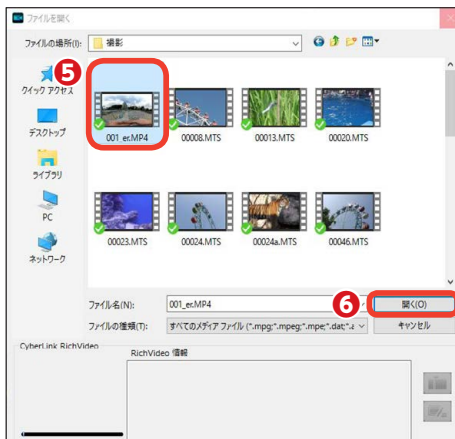 ファイルを開く
ファイルの場所(I):
撮影
5
クイック アクセス
デスクトップ
ライブラリ
PC
ネットワーク
001_er.MP4
00008.MTS
00013.MTS
00020.MTS
00023.MTS
00024.MTS
00024a.MTS
00046.MTS
ファイル名(N):
001_er.MP4
6
開く(O)
ファイルの種類(T):
すべてのメディア ファイル (*.mpg;*.mpeg;*.mpe;*.dat;*.
キャンセル
CyberLink RichVideo
RichVideo 情報